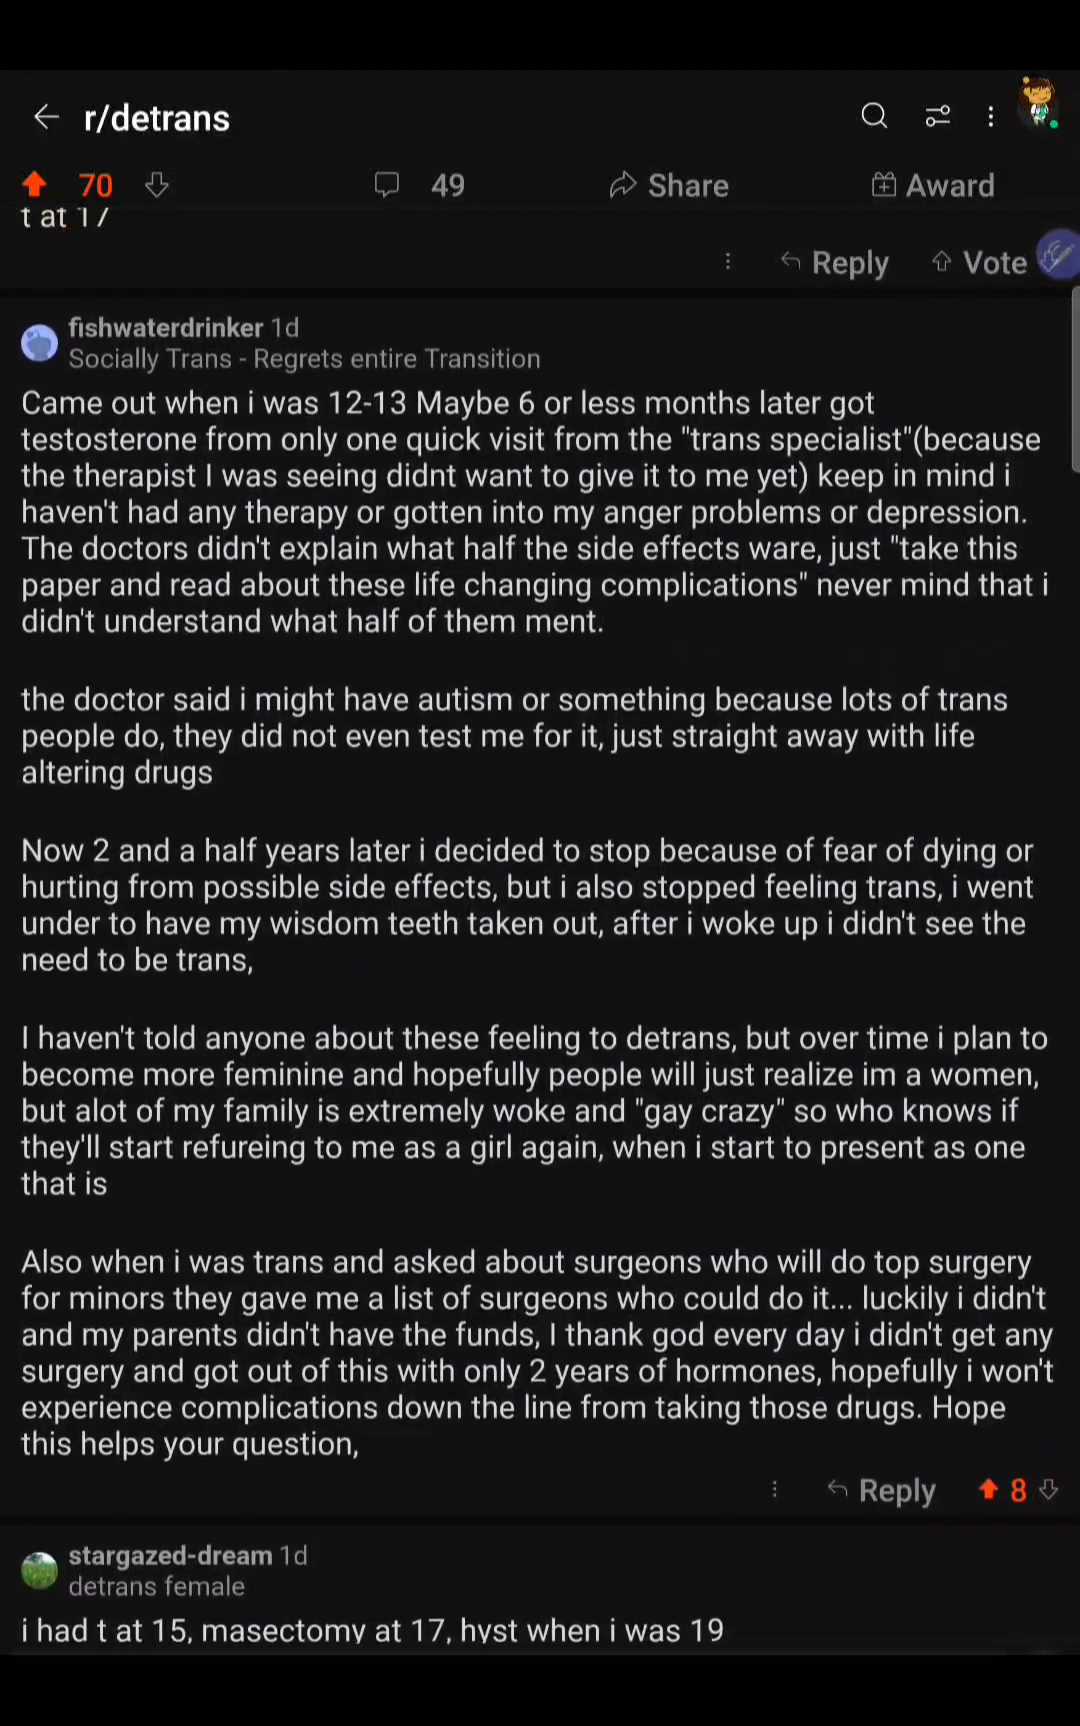 r/detrans
70
49
Share
Award
t at 17
Reply
Vote
fishwaterdrinker 1d
Socially Trans - Regrets entire Transition
Came out when i was 12-13 Maybe 6 or less months later got
testosterone from only one quick visit from the "trans specialist"(because
the therapist I was seeing didnt want to give it to me yet) keep in mind i
haven't had any therapy or gotten into my anger problems or depression.
The doctors didn't explain what half the side effects ware, just "take this
paper and read about these life changing complications" never mind that i
didn't understand what half of them ment.
the doctor said i might have autism or something because lots of trans
people do, they did not even test me for it, just straight away with life
altering drugs
Now 2 and a half years later i decided to stop because of fear of dying or
hurting from possible side effects, but i also stopped feeling trans, i went
under to have my wisdom teeth taken out, after i woke up i didn't see the
need to be trans,
I haven't told anyone about these feeling to detrans, but over time i plan to
become more feminine and hopefully people will just realize im a women,
but alot of my family is extremely woke and "gay crazy" so who knows if
they'll start refureing to me as a girl again, when i start to present as one
that is
Also when i was trans and asked about surgeons who will do top surgery
for minors they gave me a list of surgeons who could do it... luckily i didn't
and my parents didn't have the funds, I thank god every day i didn't get any
surgery and got out of this with only 2 years of hormones, hopefully i won't
experience complications down the line from taking those drugs. Hope
this helps your question,
Reply
8
stargazed-dream 1d
detrans female
i had t at 15, masectomy at 17, hyst when i was 19